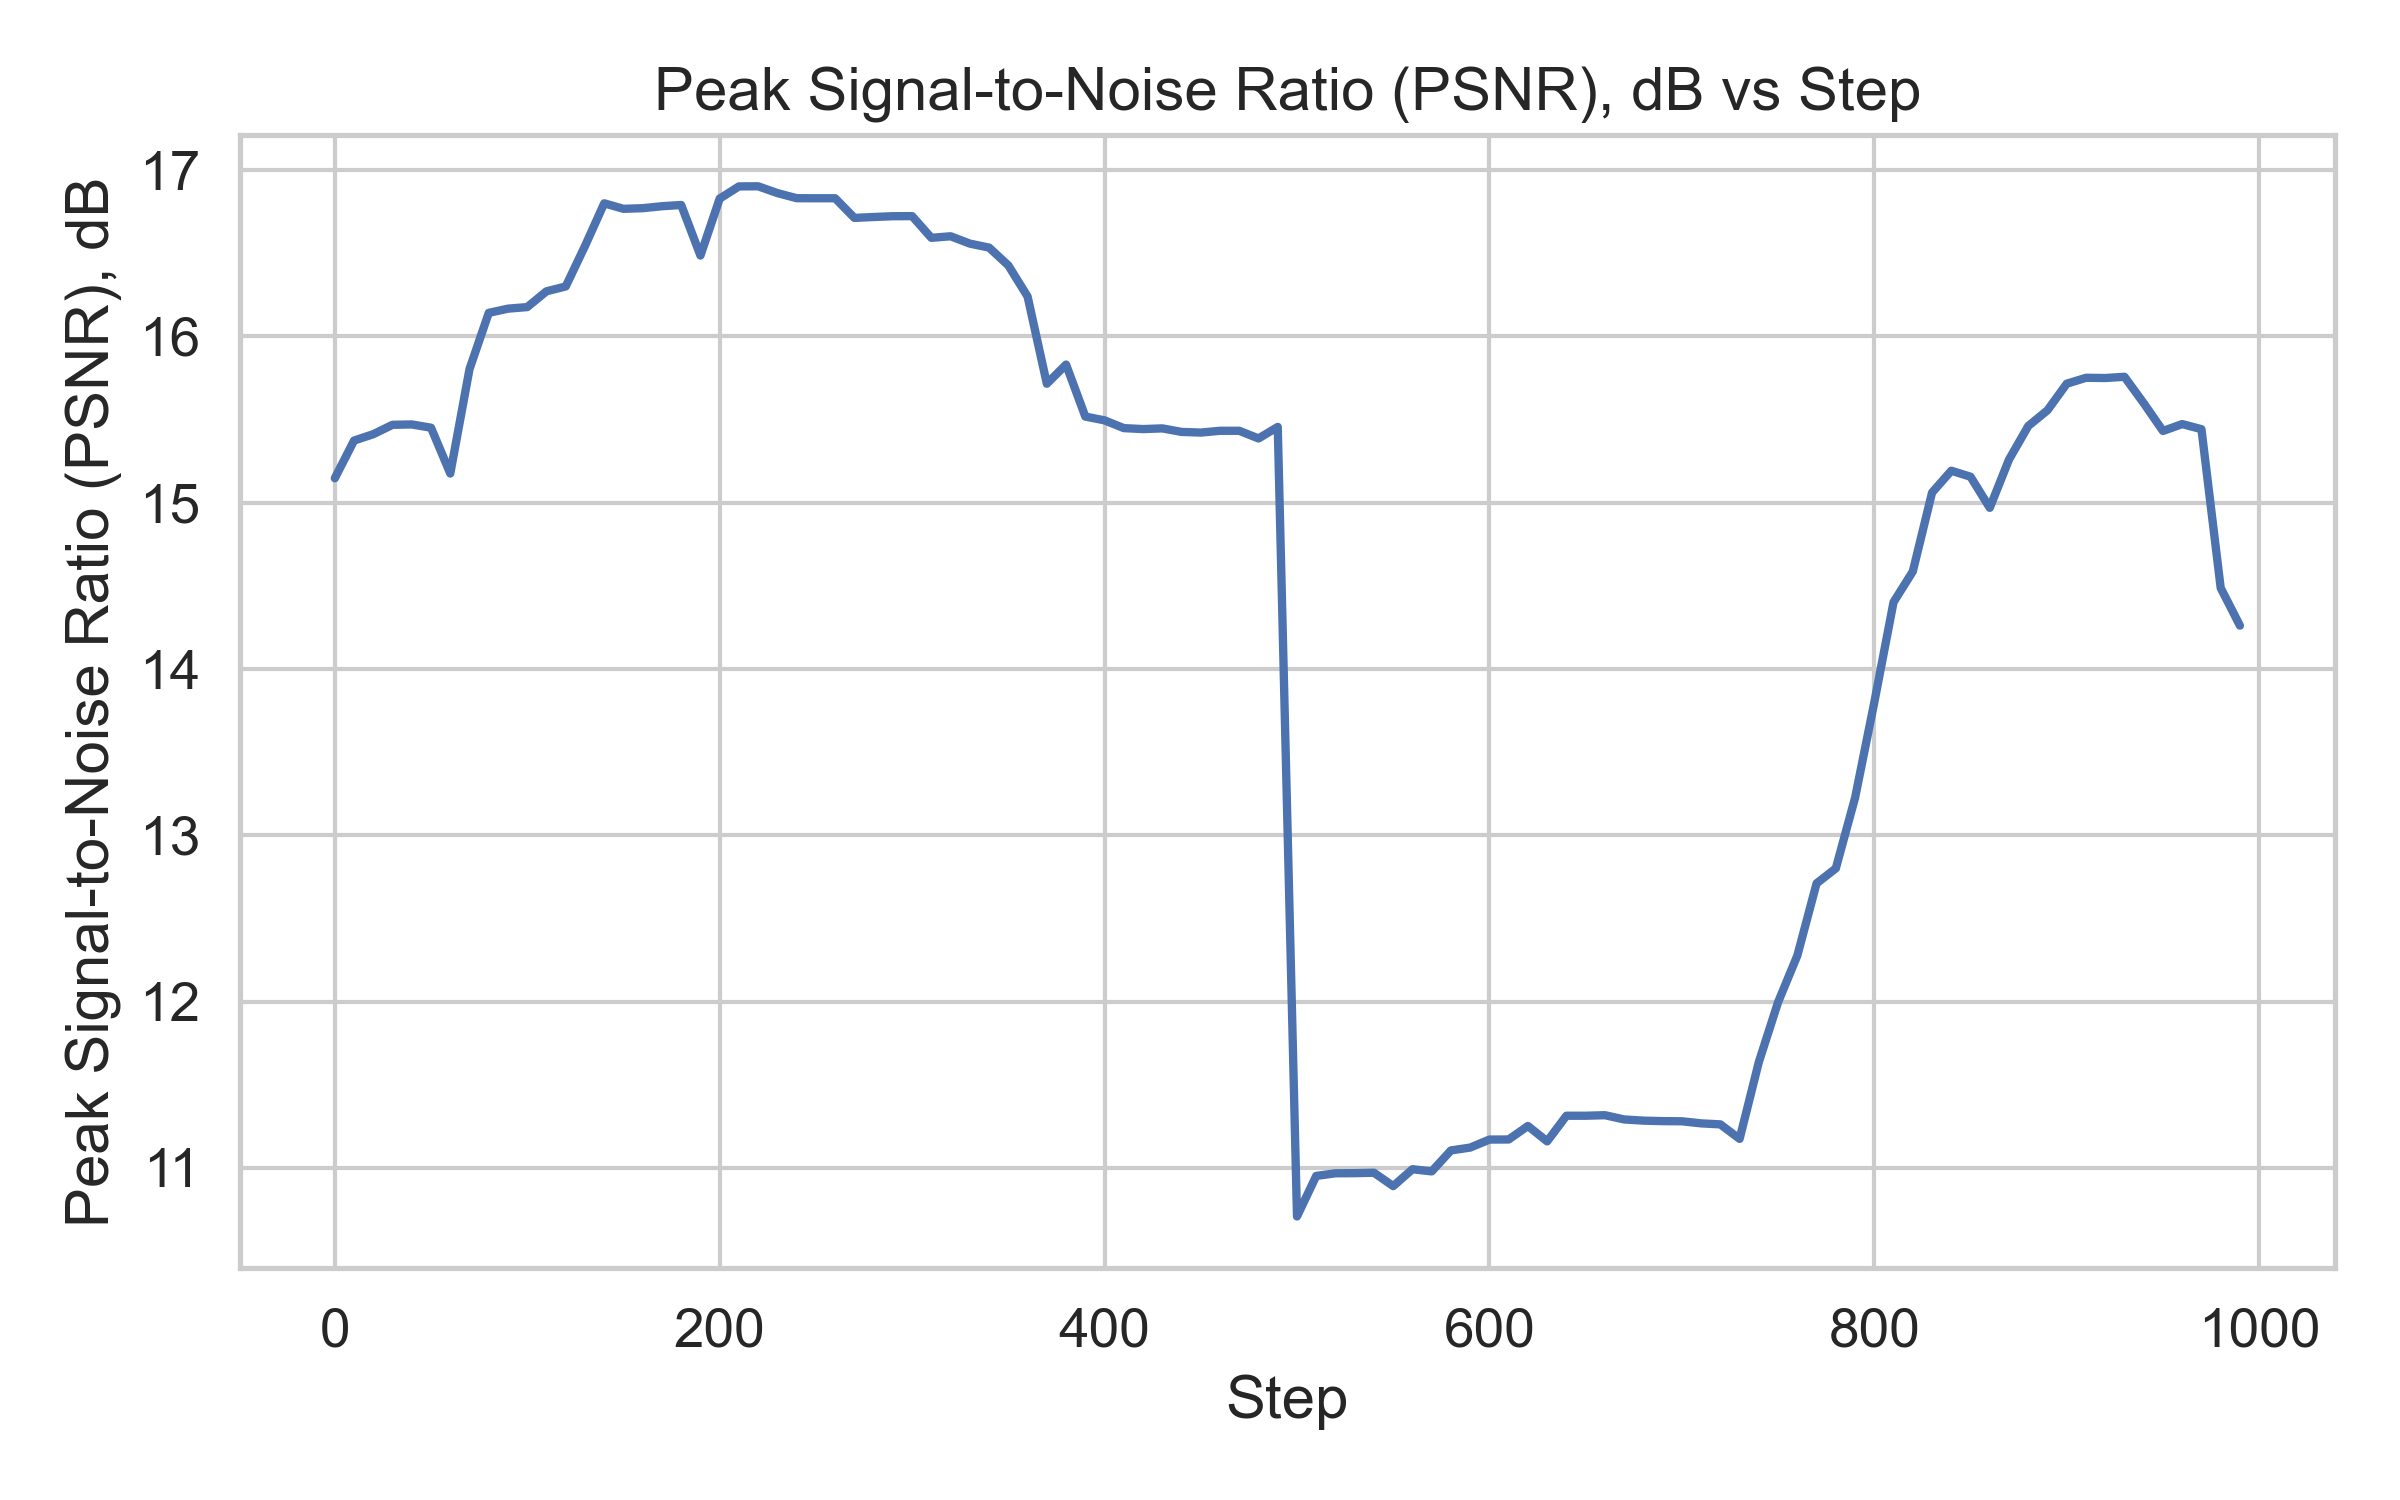 Peak Signal-to-Noise Ratio (PSNR), dB vs Step
Peak Signal-to-Noise Ratio (PSNR), dB
17
16
15
14
13
12
11
0 200 400 600 800 1000
Step